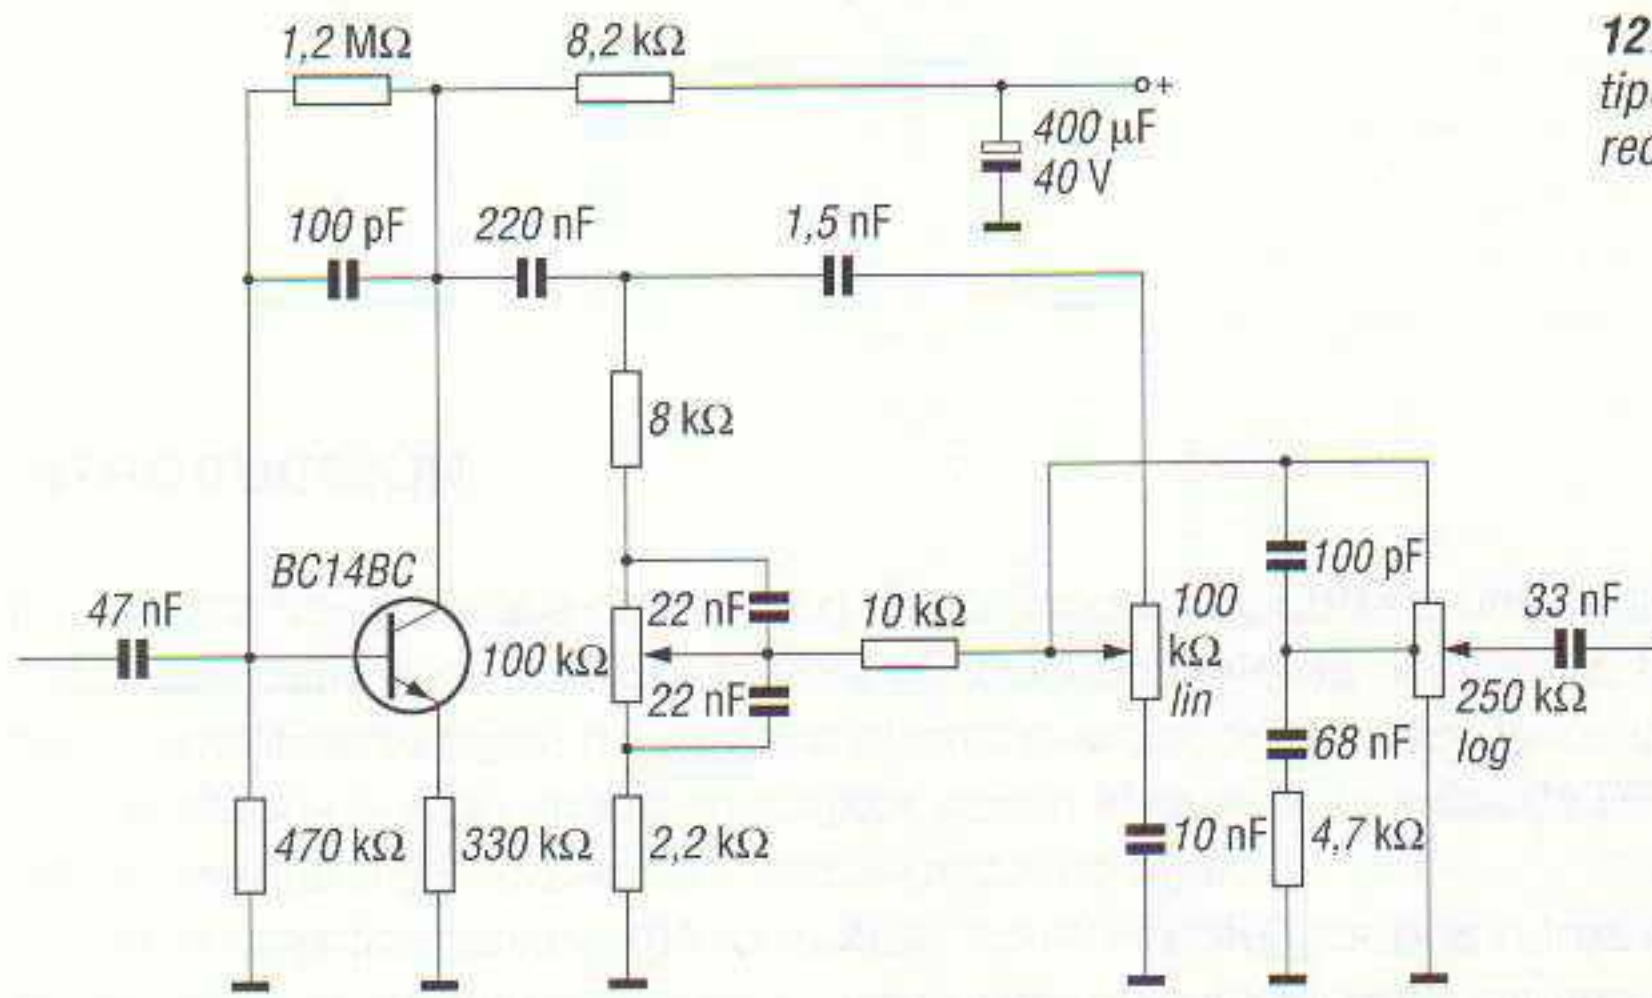 1,2 MΩ
8,2 kΩ
+
400 µF
40 V
12
tip
rec
100 pF
220 nF
1,5 nF
8 kΩ
BC14BC
47 nF
100 kΩ
22 nF
22 nF
10 kΩ
100
kΩ
lin
100 pF
33 nF
250 kΩ
log
68 nF
470 kΩ
330 kΩ
2,2 kΩ
10 nF
4,7 kΩ